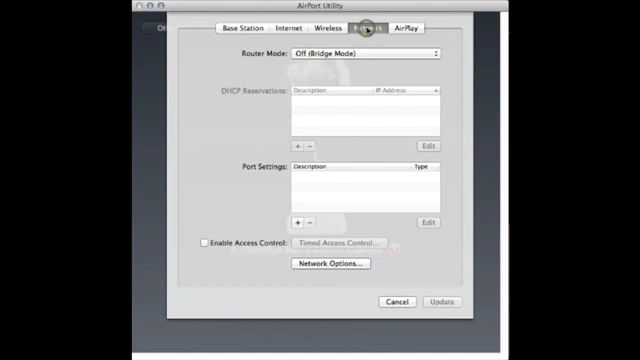 AirPort Utility
Base Station Internet Wireless Network AirPlay
Router Mode: Off (Bridge Mode)
DHCP Reservations: Description IP Address
+ − Edit
Port Settings: Description Type
+ − Edit
Enable Access Control: Timed Access Control...
Network Options...
Cancel Update